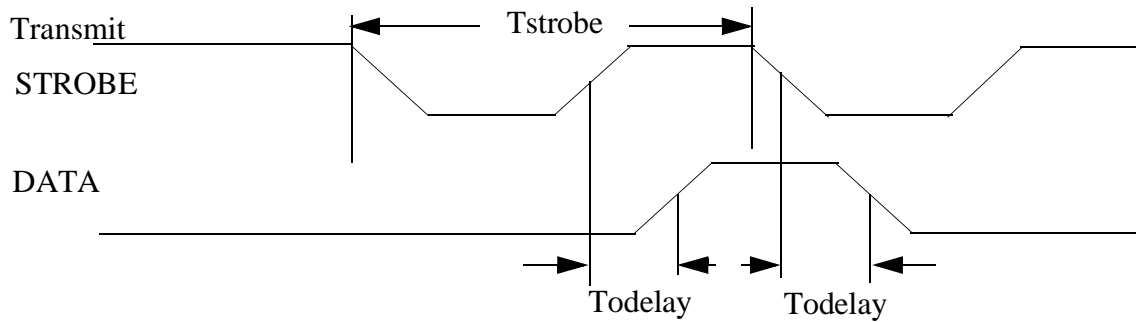 Tstrobe
Transmit
STROBE
DATA
Todelay
Todelay